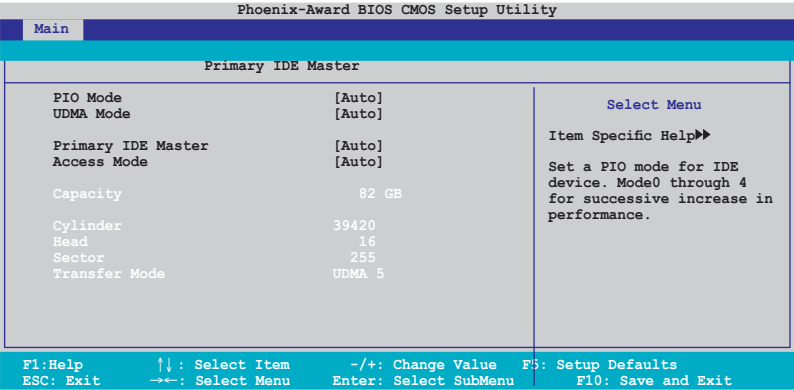 Phoenix-Award BIOS CMOS Setup Utility
Main
Primary IDE Master
PIO Mode [Auto]
UDMA Mode [Auto]
Primary IDE Master [Auto]
Access Mode [Auto]
Capacity 82 GB
Cylinder 39420
Head 16
Sector 255
Transfer Mode UDMA 5
Select Menu
Item Specific Help▶▶
Set a PIO mode for IDE
device. Mode0 through 4
for successive increase in
performance.
F1:Help ↑↓: Select Item -/+: Change Value F5: Setup Defaults
ESC: Exit →←: Select Menu Enter: Select SubMenu F10: Save and Exit